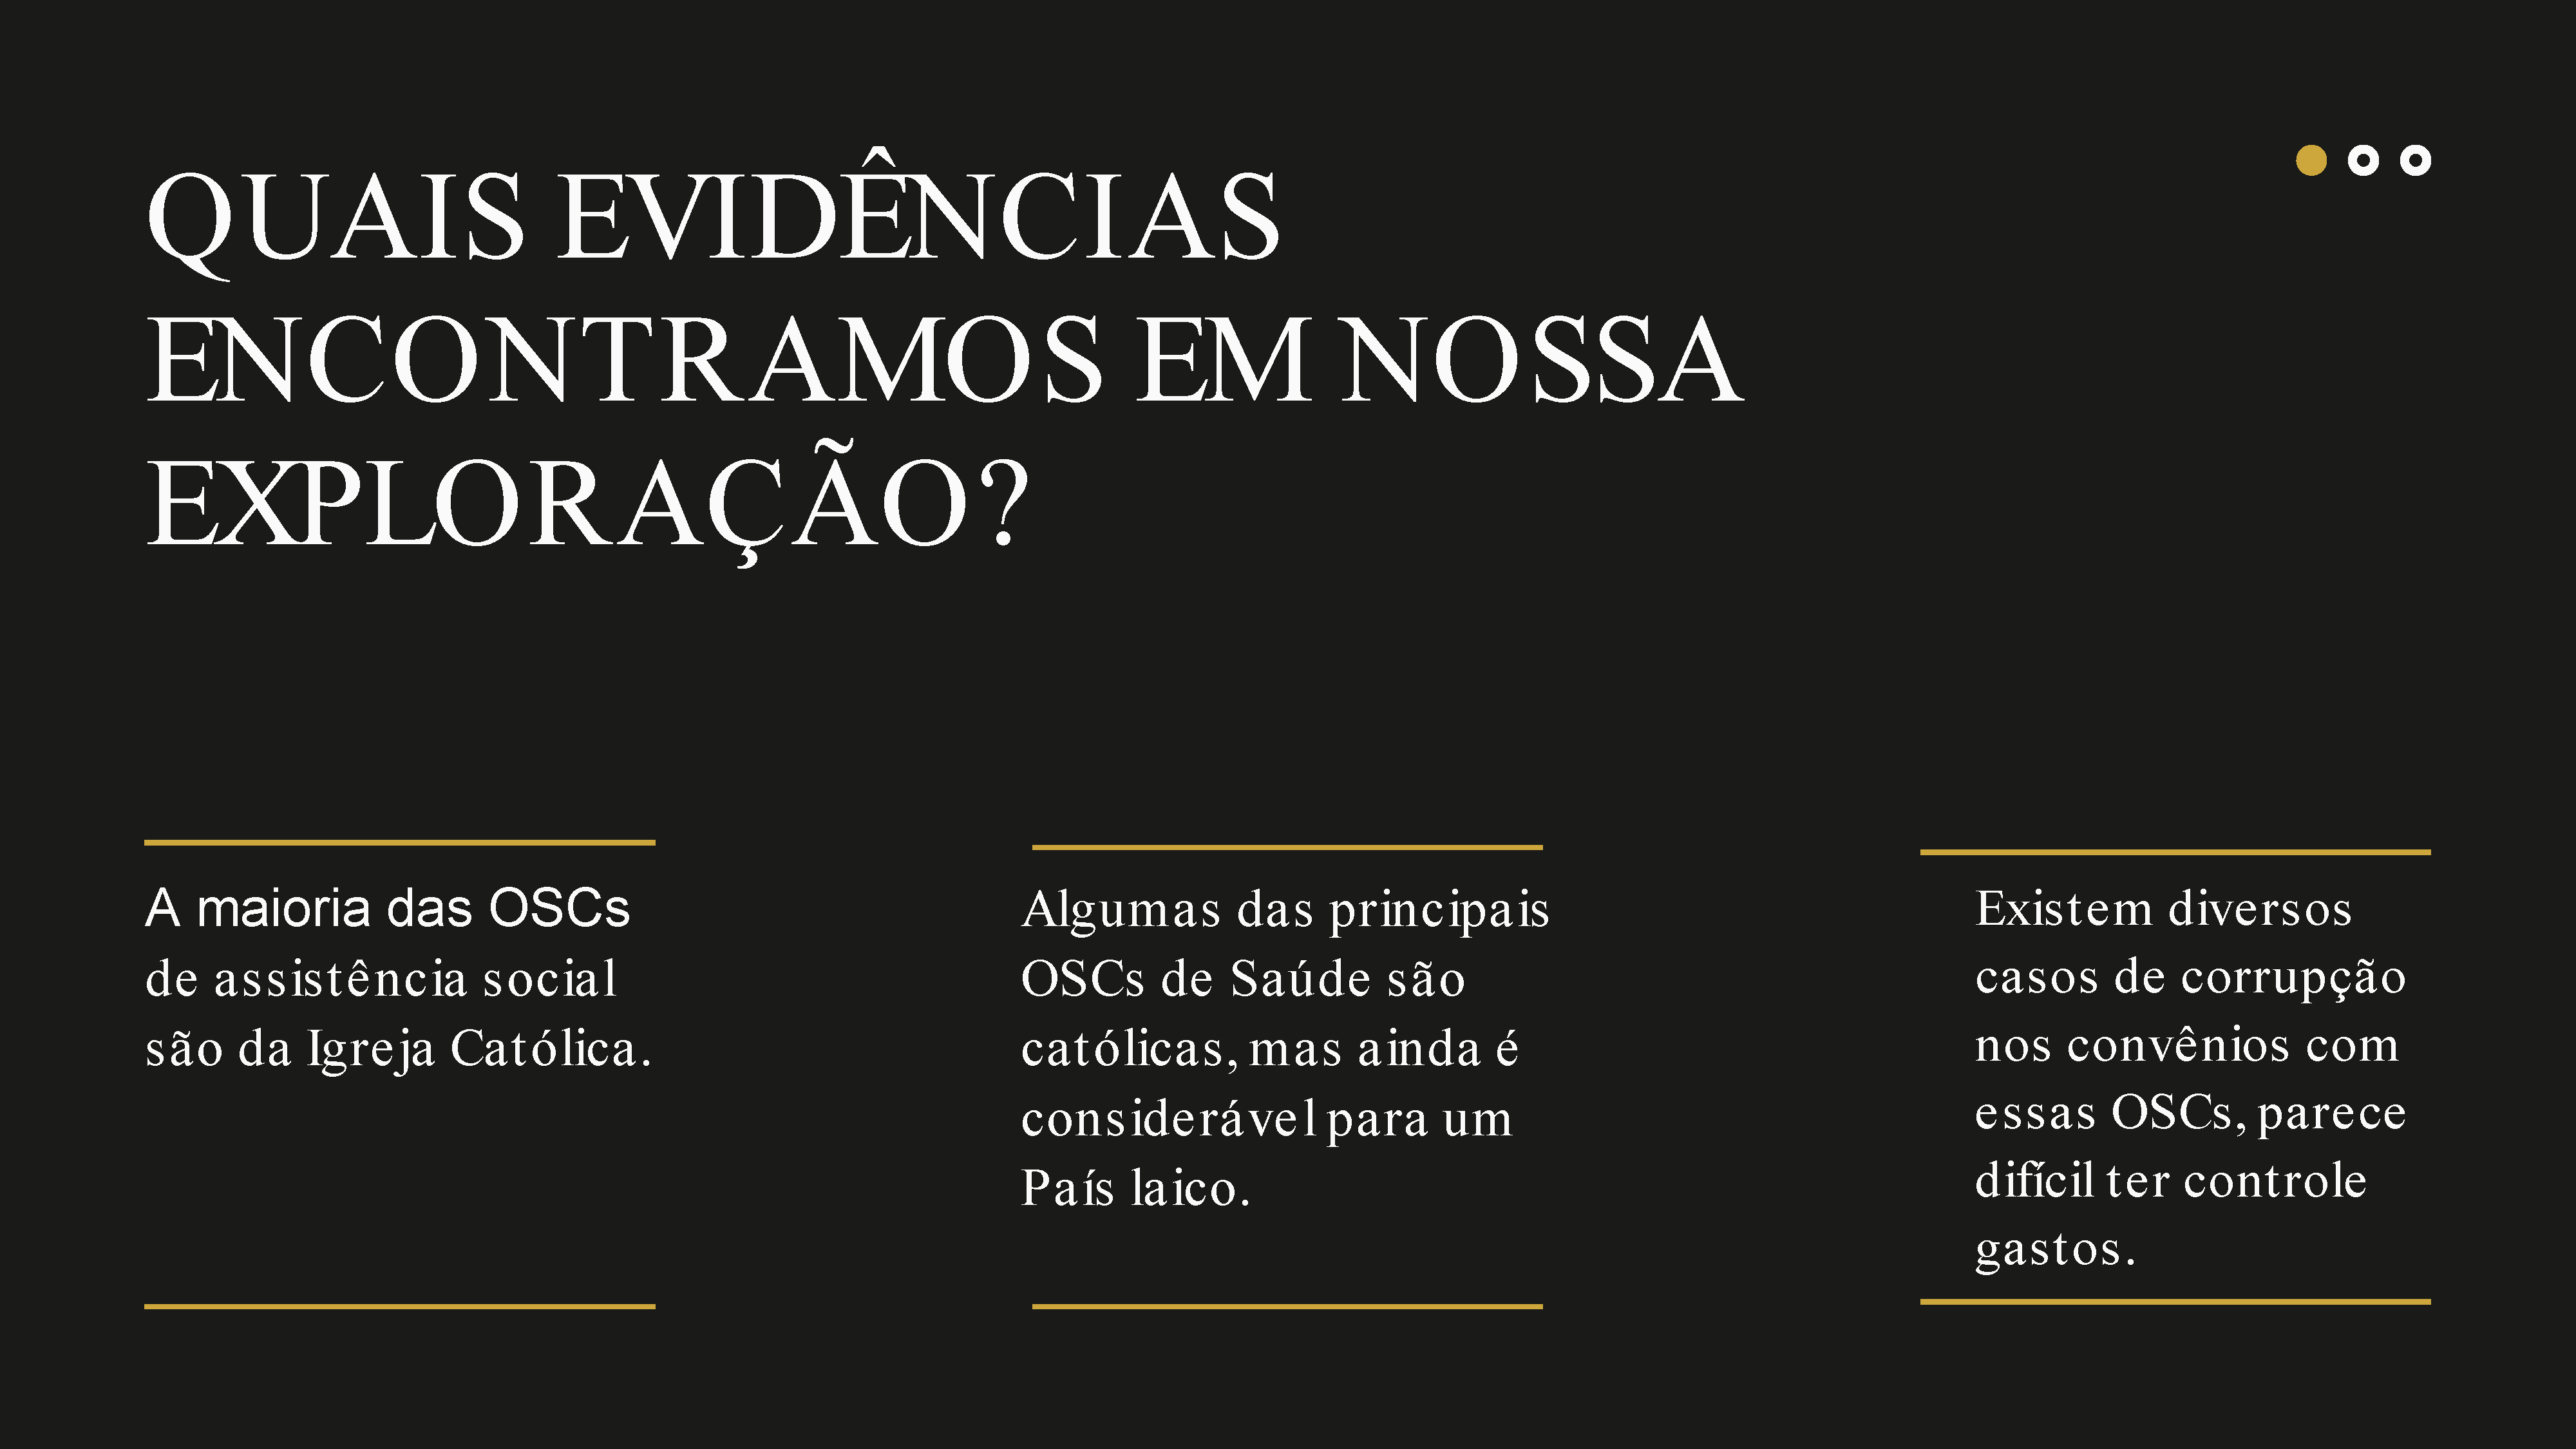 QUAIS EVIDÊNCIAS
ENCONTRAMOS EM NOSSA
EXPLORAÇÃO?
A maioria das OSCs
de assistência social
são da Igreja Católica.
Algumas das principais
OSCs de Saúde são
católicas, mas ainda é
considerável para um
País laico.
Existem diversos
casos de corrupção
nos convênios com
essas OSCs, parece
difícil ter controle
gastos.